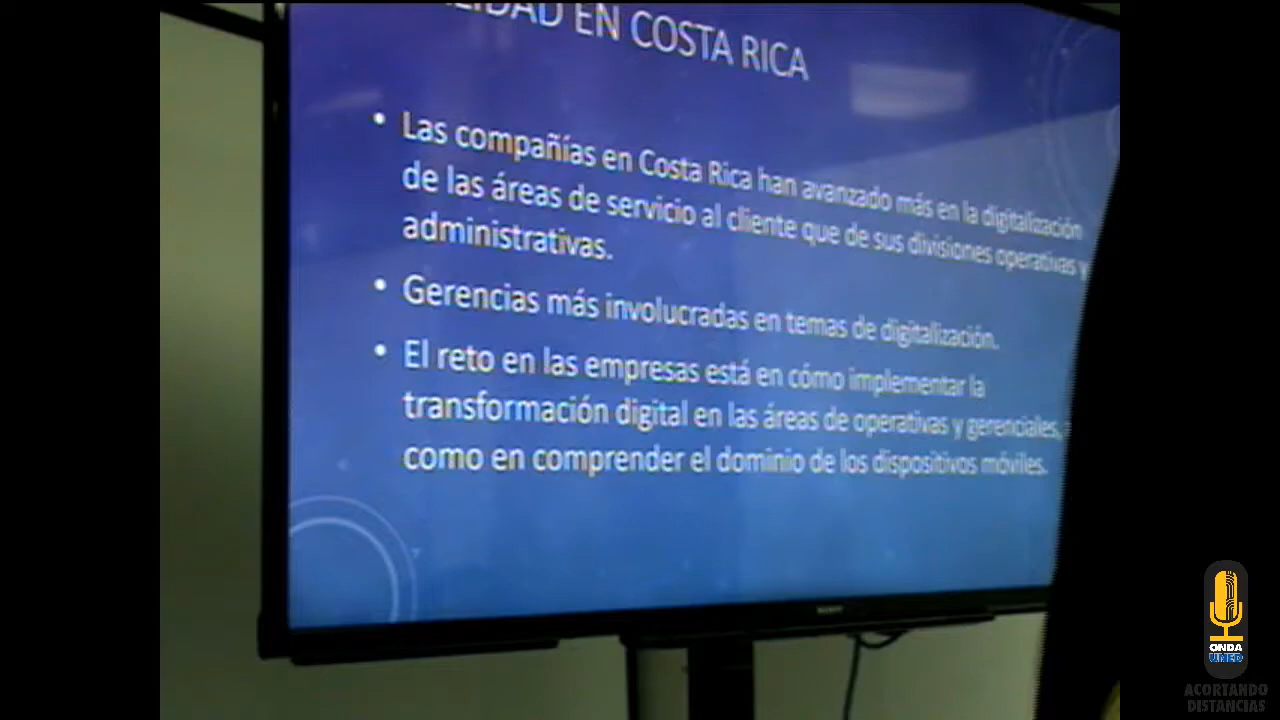 EN COSTA RICA
• Las compañías en Costa Rica han avanzado más en la digitalización
de las áreas de servicio al cliente que de sus divisiones operativas y
administrativas.
• Gerencias más involucradas en temas de digitalización.
• El reto en las empresas está en cómo implementar la
transformación digital en las áreas de operativas y gerenciales,
como en comprender el dominio de los dispositivos móviles.
SONY
ONDA
UNED
ACORTANDO
DISTANCIAS